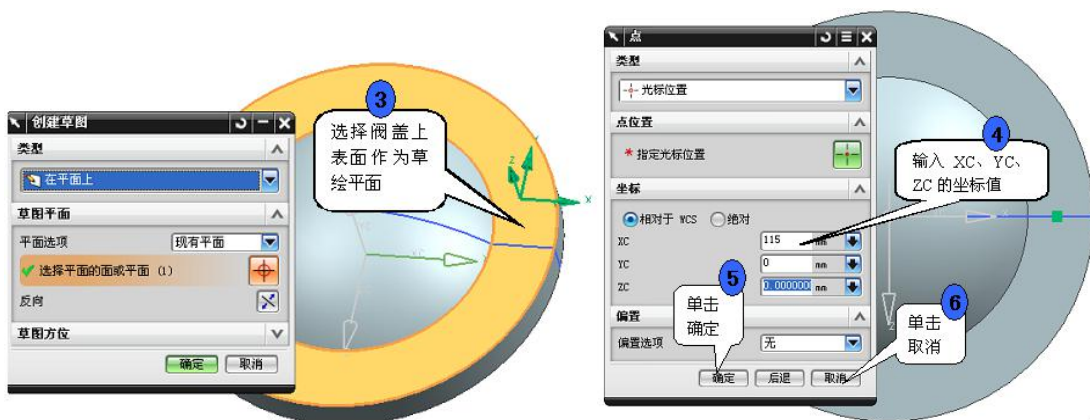 创建草图
类型
在平面上
草图平面
平面选项
现有平面
选择平面的面或平面 (1)
反向
草图方位
确定
取消
3
选择阀盖上
表面作为草
绘平面
Z
X
点
类型
光标位置
点位置
* 指定光标位置
坐标
相对于 WCS
绝对
XC
115
mm
YC
0
mm
ZC
0.0000000
mm
偏置
偏置选项
无
确定
后退
取消
4
输入 XC、YC、
ZC 的坐标值
5
单击
确定
6
单击
取消